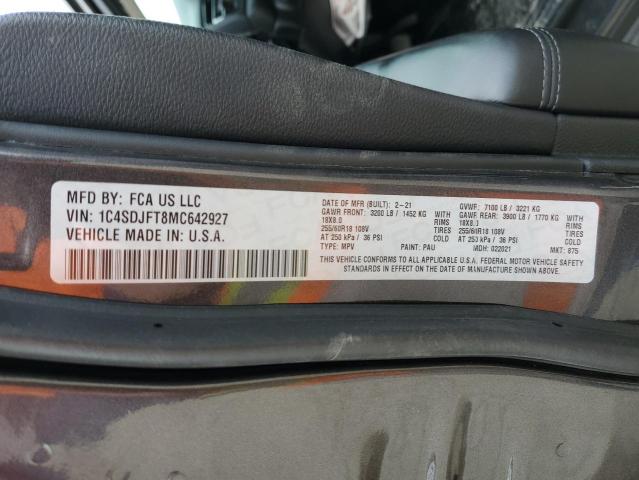 MFD BY: FCA US LLC
VIN: 1C4SDJFT8MC642927
VEHICLE MADE IN: U.S.A.
DATE OF MFR (BUILT): 2-21 GVWF: 7100 LB / 3221 KG
GAWR FRONT: 3200 LB / 1452 KG WITH GAWR REAR: 3900 LB / 1770 KG WITH
18X8.0 RIMS 18X8.0 RIMS
255/60R18 108V TIRES 255/60R18 108V TIRES
AT 250 kPa / 36 PSI COLD AT 250 kPa / 36 PSI COLD
TYPE: MPV PAINT: PAU MDH: 022021 MKT: 875
THIS VEHICLE CONFORMS TO ALL APPLICABLE U.S.A. FEDERAL MOTOR VEHICLE SAFETY
STANDARDS IN EFFECT ON THE DATE OF MANUFACTURE SHOWN ABOVE.